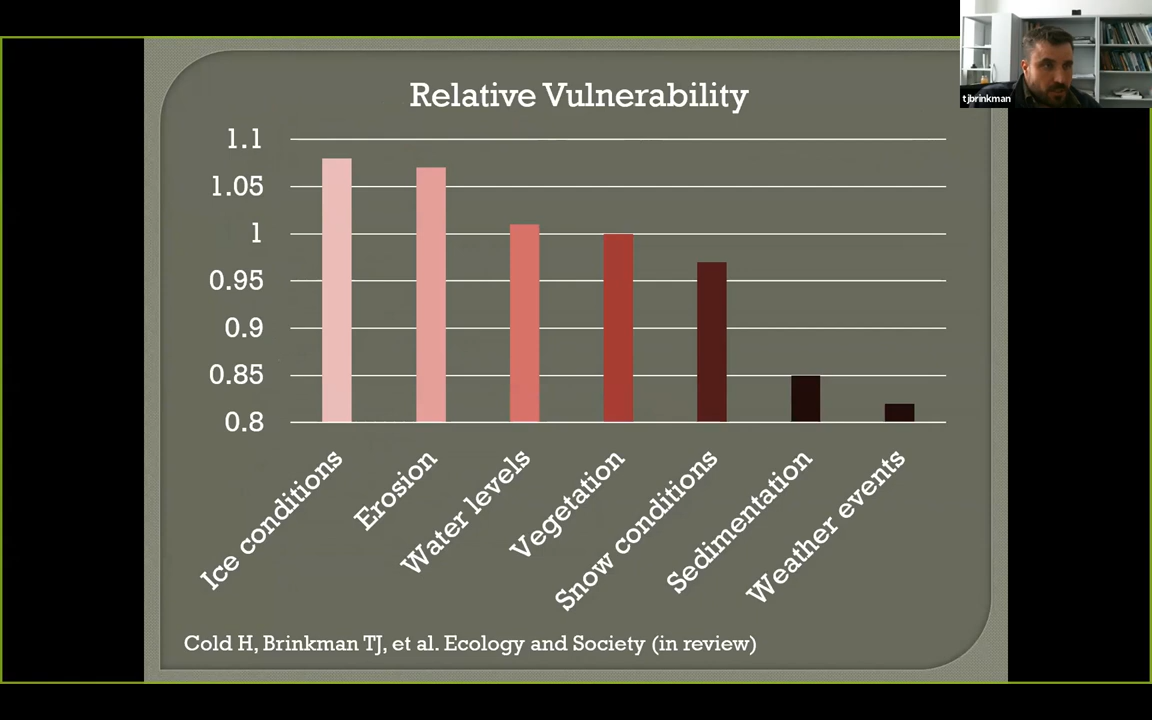 Relative Vulnerability
tjbrinkman
1.1
1.05
1
0.95
0.9
0.85
0.8
Ice conditions
Erosion
Water levels
Vegetation
Snow conditions
Sedimentation
Weather events
Cold H, Brinkman TJ, et al. Ecology and Society (in review)